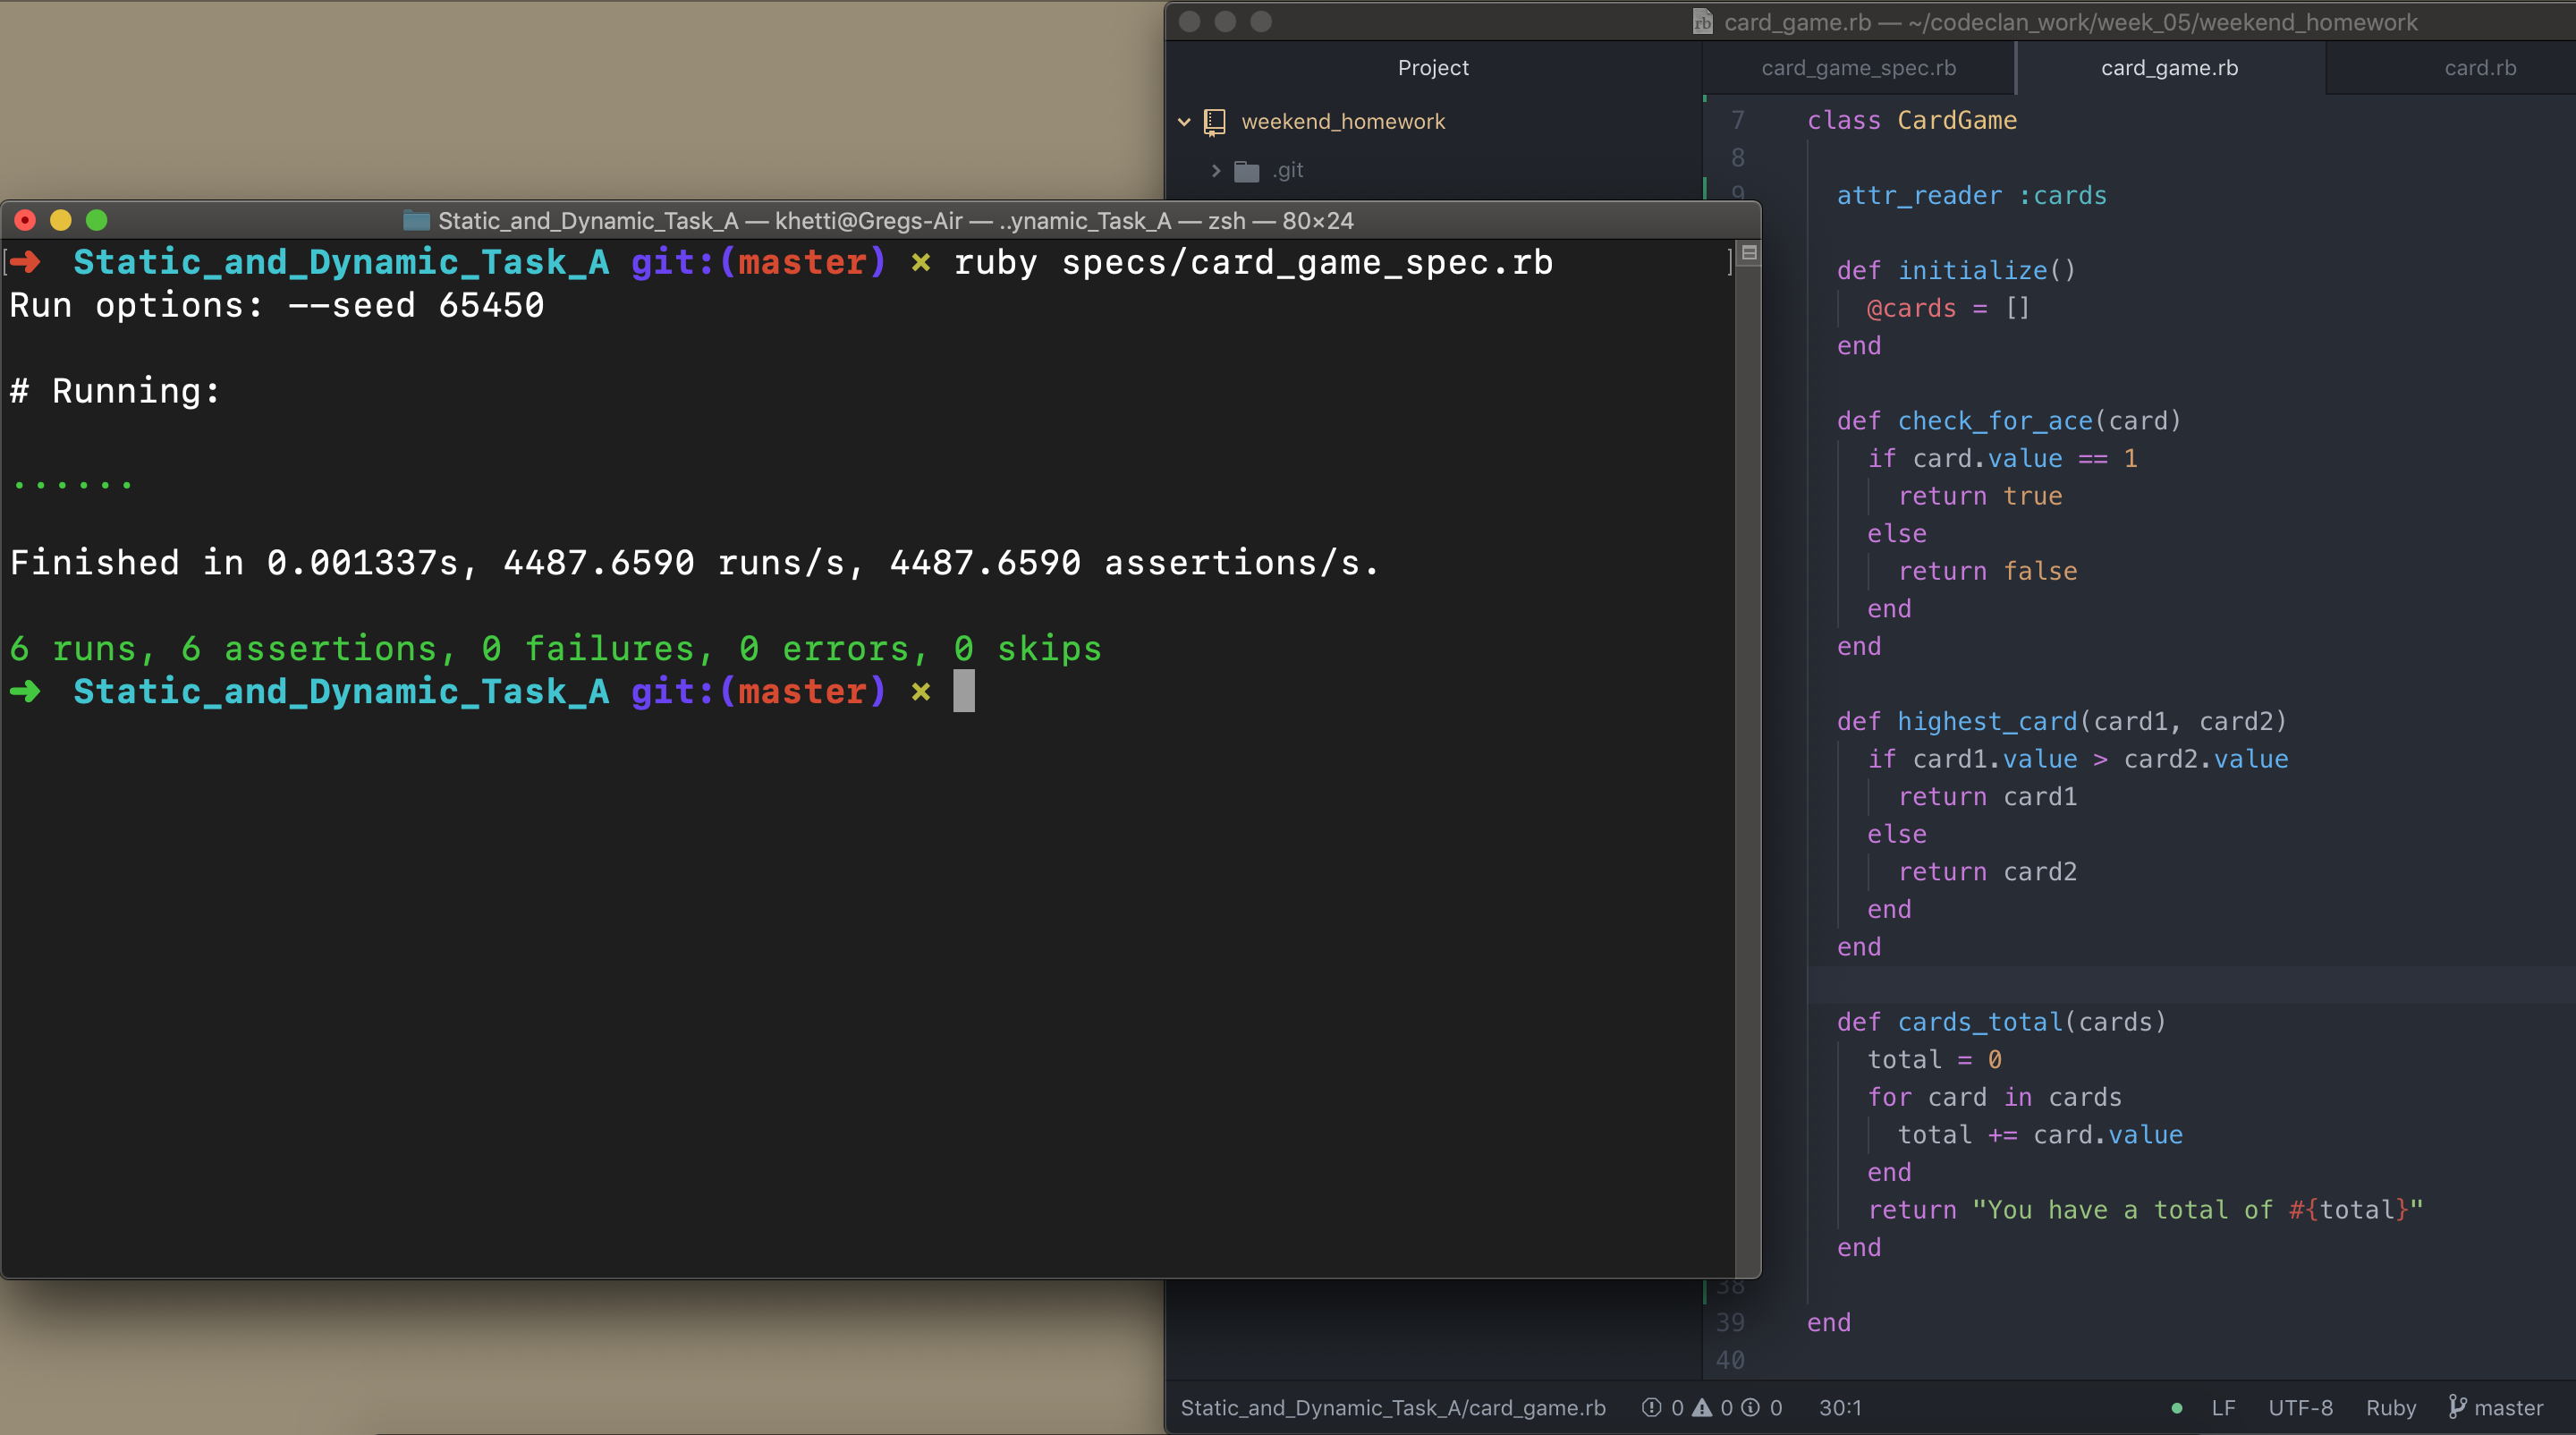 card_game.rb — ~/codeclan_work/week_05/weekend_homework
Project
weekend_homework
.git
card_game_spec.rb
card_game.rb
card.rb
Static_and_Dynamic_Task_A — khetti@Gregs-Air — ..ynamic_Task_A — zsh — 80×24
[➜ Static_and_Dynamic_Task_A git:(master) × ruby specs/card_game_spec.rb ]
Run options: --seed 65450
# Running:
......
Finished in 0.001337s, 4487.6590 runs/s, 4487.6590 assertions/s.
6 runs, 6 assertions, 0 failures, 0 errors, 0 skips
➜ Static_and_Dynamic_Task_A git:(master) ×
7 class CardGame
8
9 attr_reader :cards
def initialize()
@cards = []
end
def check_for_ace(card)
if card.value == 1
return true
else
return false
end
end
def highest_card(card1, card2)
if card1.value > card2.value
return card1
else
return card2
end
end
def cards_total(cards)
total = 0
for card in cards
total += card.value
end
return "You have a total of #{total}"
end
38
39 end
40
Static_and_Dynamic_Task_A/card_game.rb 0 0 0 30:1 LF UTF-8 Ruby master